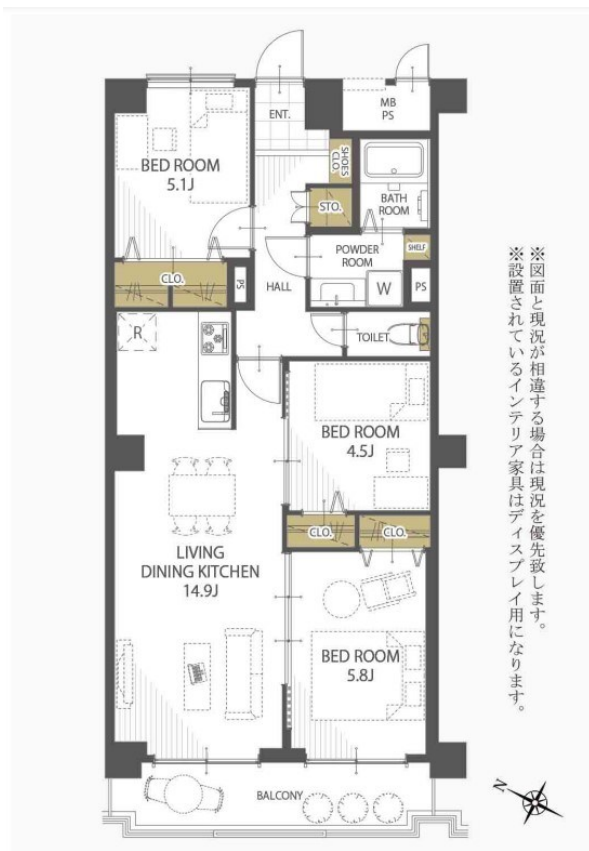 MB
PS
ENT.
SHOES
CLO.
BED ROOM
5.1J
STO.
BATH
ROOM
POWDER
ROOM
SHELF
CLO.
PS
HALL
W
PS
R
TOILET
BED ROOM
4.5J
CLO.
CLO.
LIVING
DINING KITCHEN
14.9J
BED ROOM
5.8J
BALCONY
N
※図面と現況が相違する場合は現況を優先致します。
※設置されているインテリア家具はディスプレイ用になります。